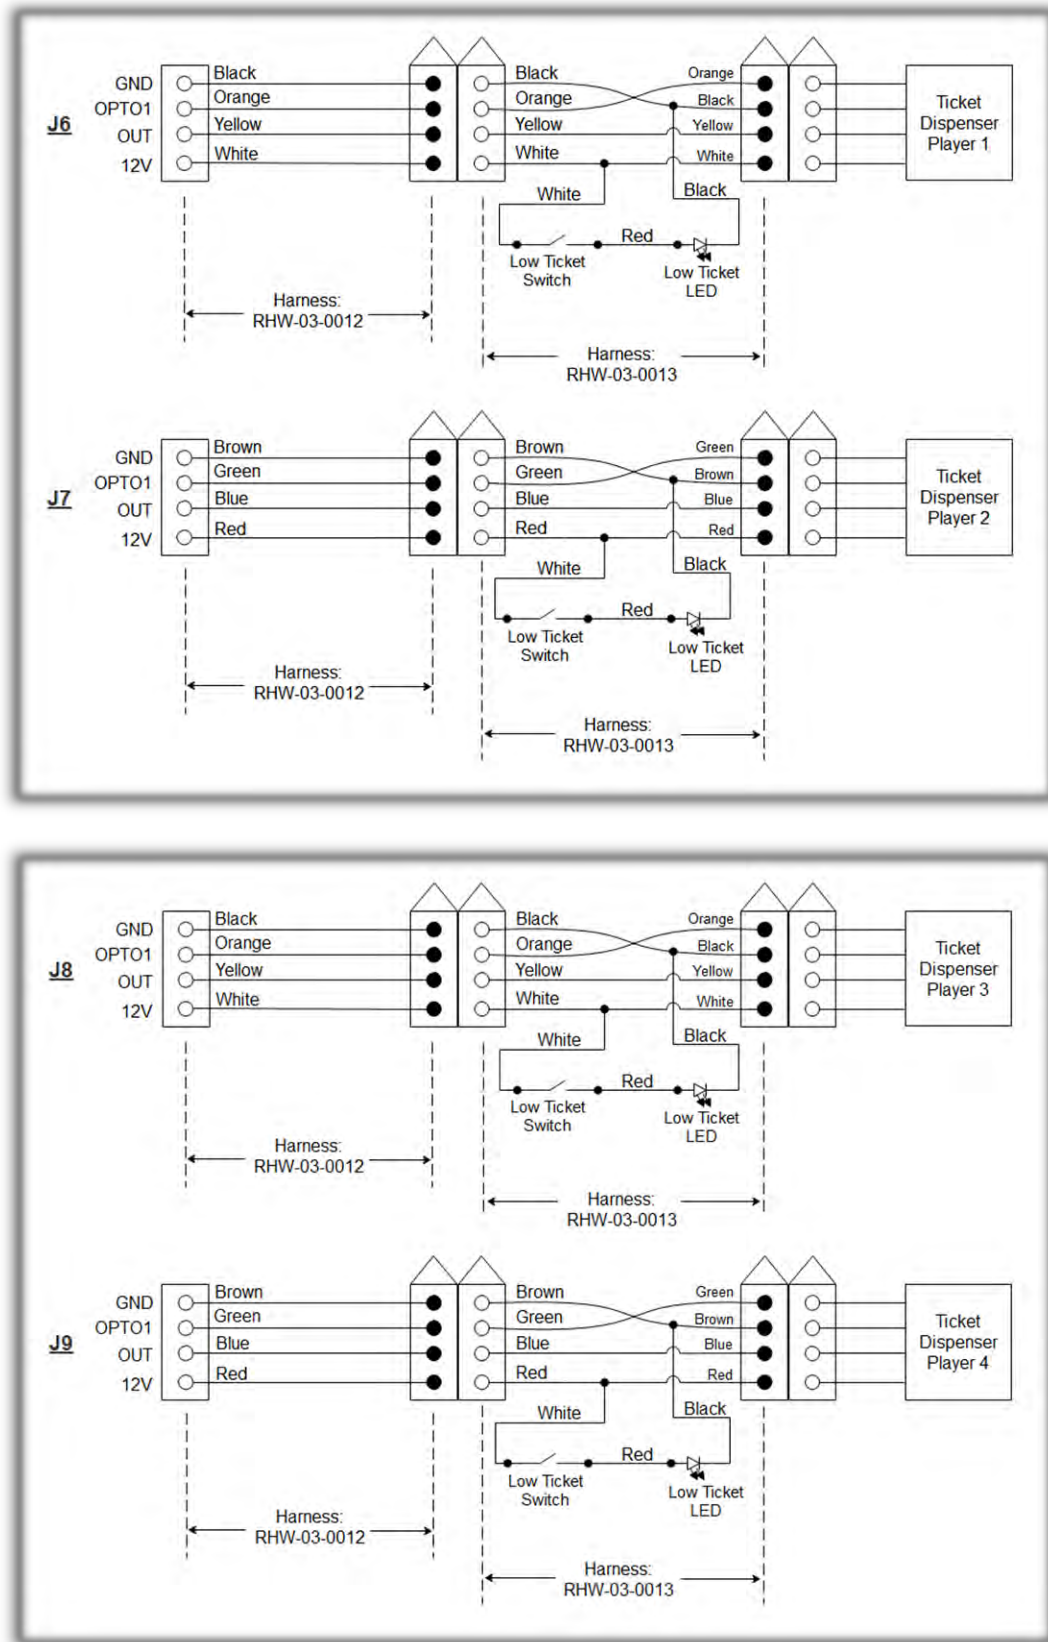 J6
GND
OPTO1
OUT
12V
Black
Orange
Yellow
White
Black
Orange
Yellow
White
Orange
Black
Yellow
White
Ticket
Dispenser
Player 1
White
Black
Red
Low Ticket
Switch
Low Ticket
LED
Harness:
RHW-03-0012
Harness:
RHW-03-0013
J7
GND
OPTO1
OUT
12V
Brown
Green
Blue
Red
Brown
Green
Blue
Red
Green
Brown
Blue
Red
Ticket
Dispenser
Player 2
White
Black
Red
Low Ticket
Switch
Low Ticket
LED
Harness:
RHW-03-0012
Harness:
RHW-03-0013
J8
GND
OPTO1
OUT
12V
Black
Orange
Yellow
White
Black
Orange
Yellow
White
Orange
Black
Yellow
White
Ticket
Dispenser
Player 3
White
Black
Red
Low Ticket
Switch
Low Ticket
LED
Harness:
RHW-03-0012
Harness:
RHW-03-0013
J9
GND
OPTO1
OUT
12V
Brown
Green
Blue
Red
Brown
Green
Blue
Red
Green
Brown
Blue
Red
Ticket
Dispenser
Player 4
White
Black
Red
Low Ticket
Switch
Low Ticket
LED
Harness:
RHW-03-0012
Harness:
RHW-03-0013